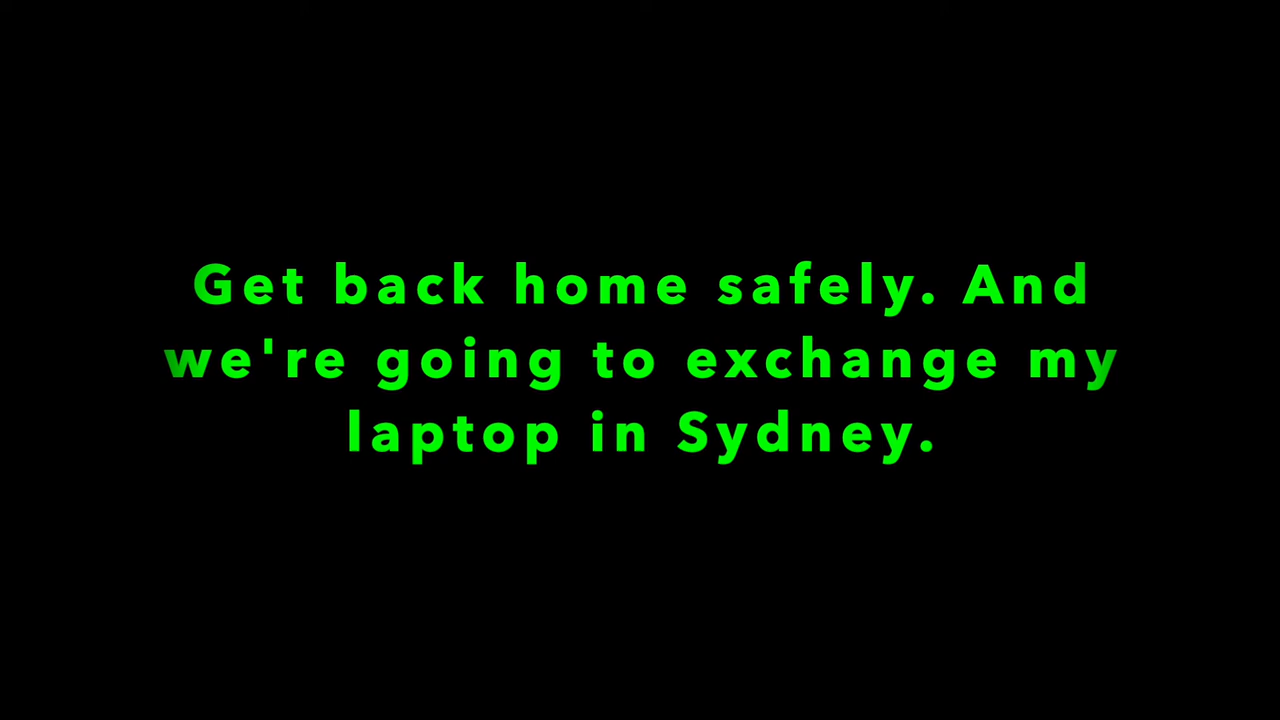 Get back home safely. And
we're going to exchange my
laptop in Sydney.